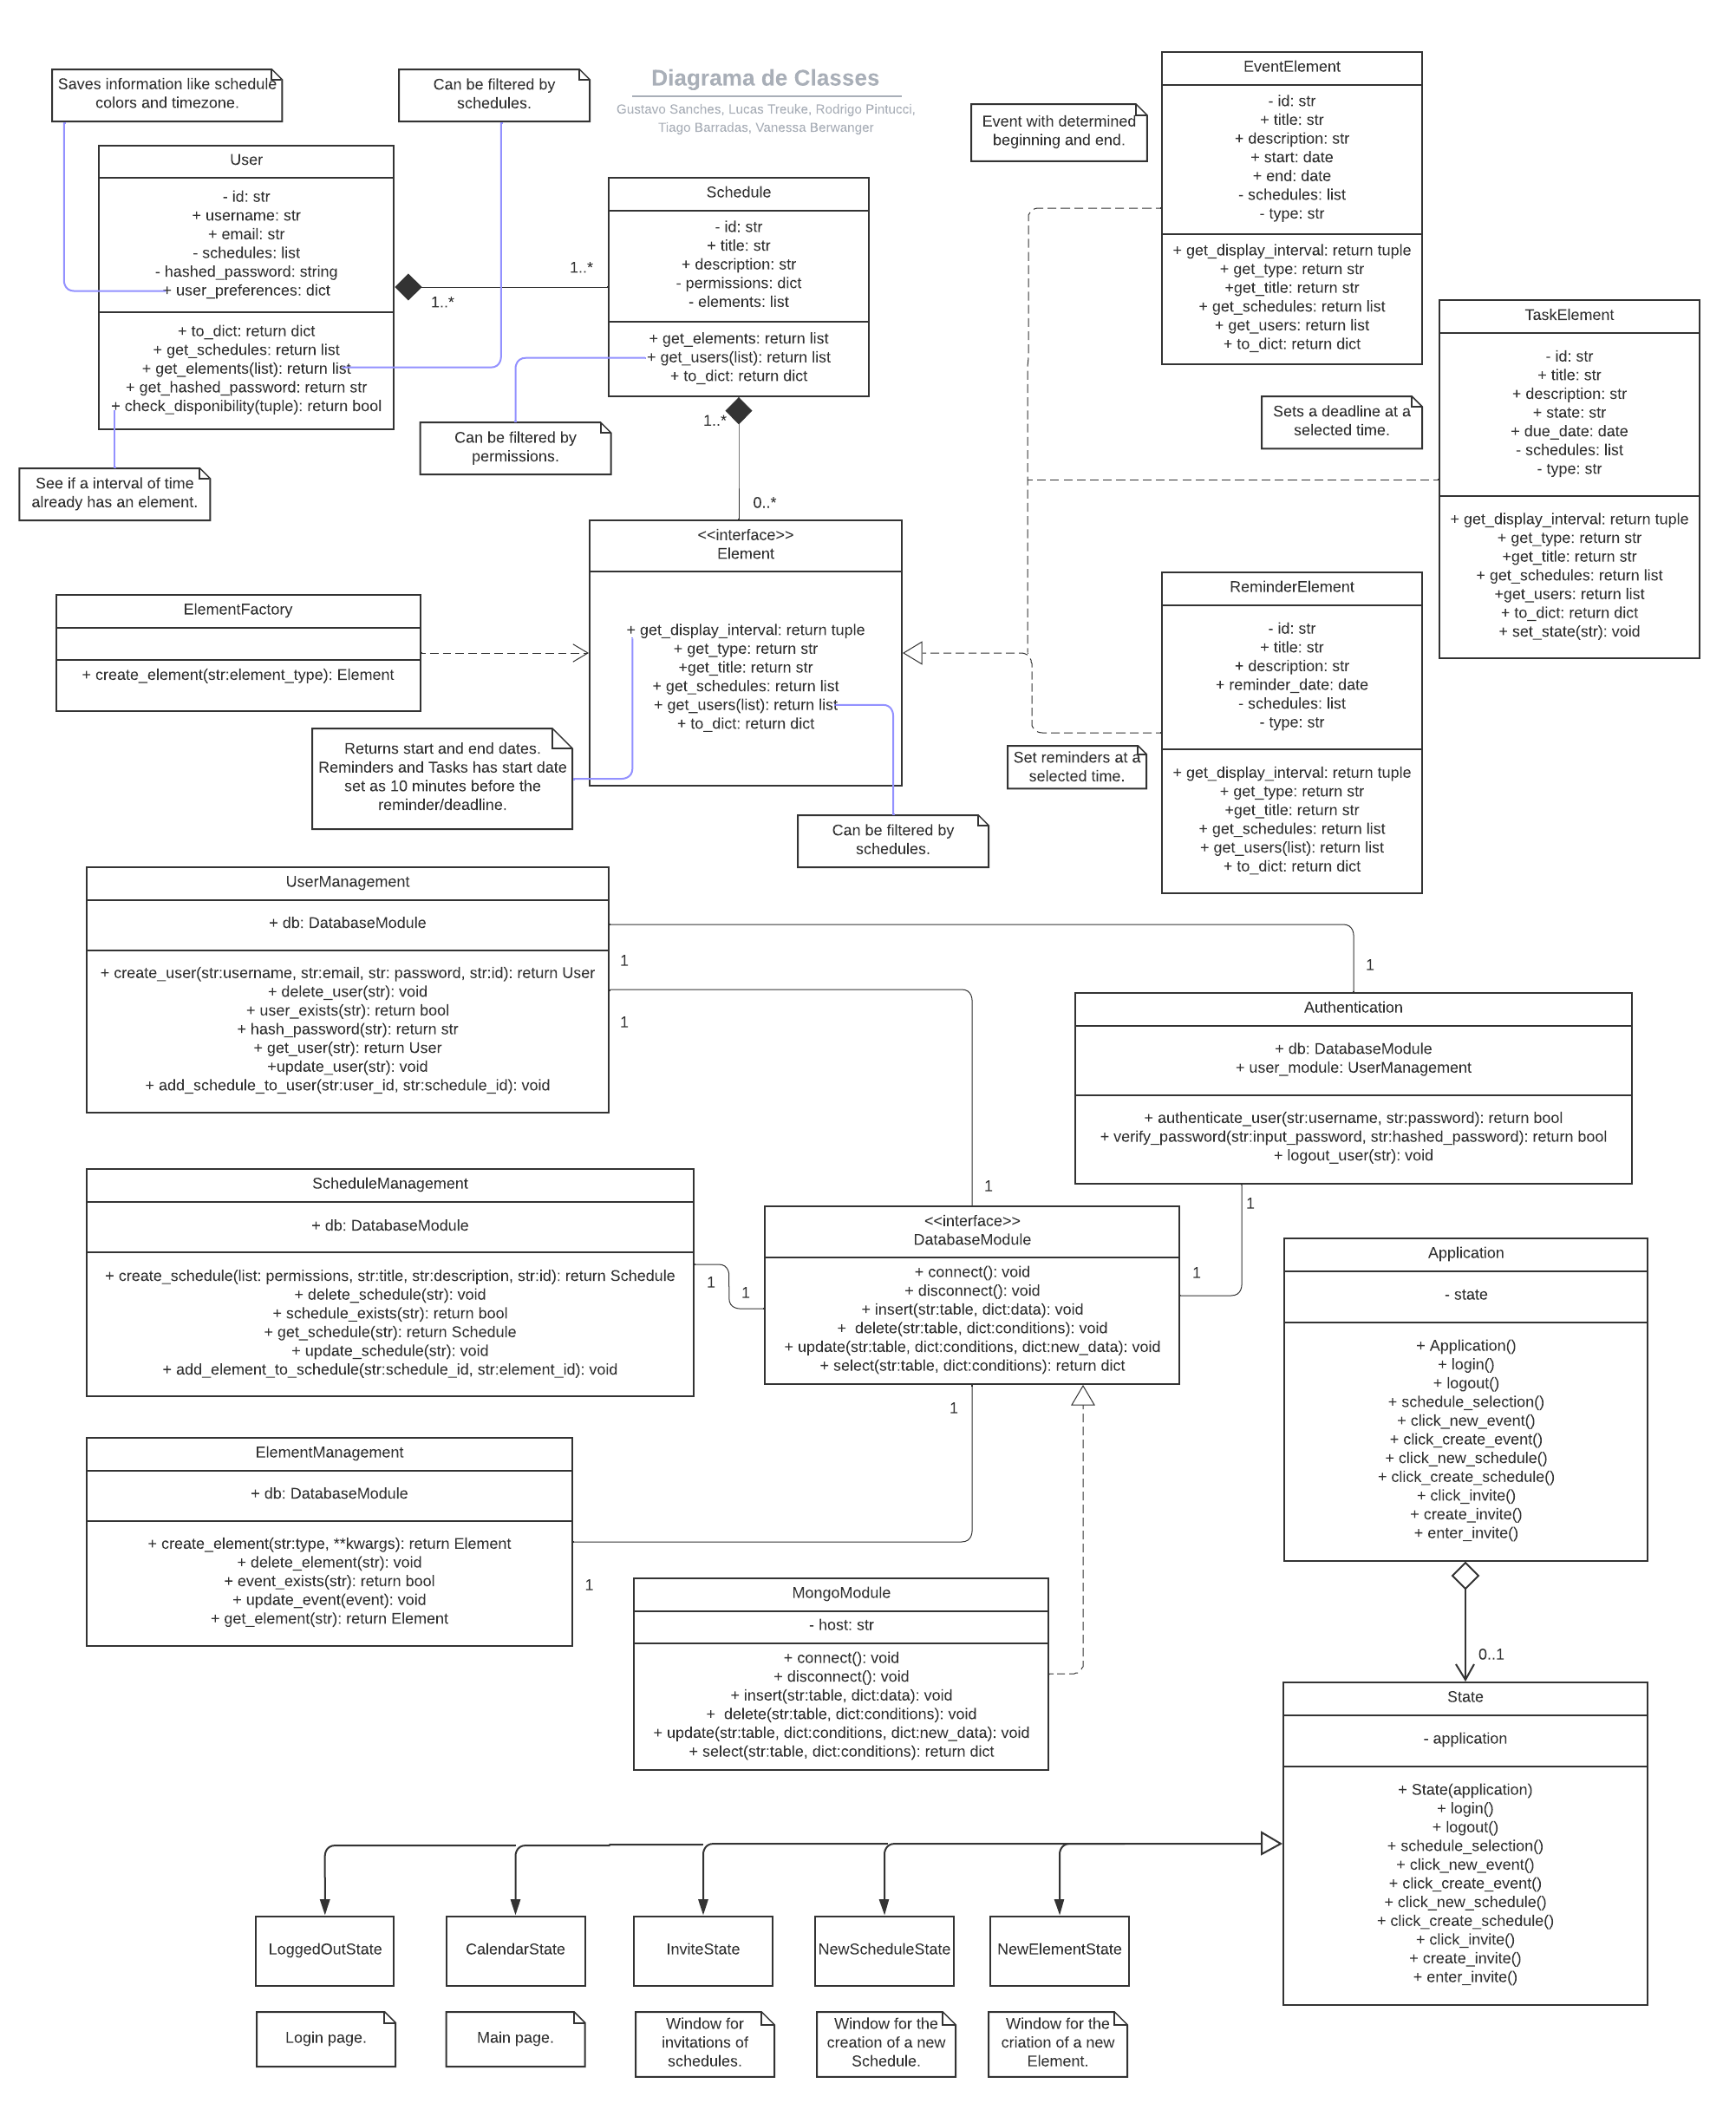 Diagrama de Classes
Gustavo Sanches, Lucas Treuke, Rodrigo Pintucci,
Tiago Barradas, Vanessa Berwanger
Saves information like schedule
colors and timezone.
Can be filtered by
schedules.
User
- id: str
+ username: str
+ email: str
- schedules: list
- hashed_password: string
+ user_preferences: dict
+ to_dict: return dict
+ get_schedules: return list
+ get_elements(list): return list
+ get_hashed_password: return str
+ check_disponibility(tuple): return bool
See if a interval of time
already has an element.
1..*
1..*
Schedule
- id: str
+ title: str
+ description: str
- permissions: dict
- elements: list
+ get_elements: return list
+ get_users(list): return list
+ to_dict: return dict
Can be filtered by
permissions.
1..*
0..*
Event with determined
beginning and end.
EventElement
- id: str
+ title: str
+ description: str
+ start: date
+ end: date
- schedules: list
- type: str
+ get_display_interval: return tuple
+ get_type: return str
+get_title: return str
+ get_schedules: return list
+ get_users: return list
+ to_dict: return dict
Sets a deadline at a
selected time.
TaskElement
- id: str
+ title: str
+ description: str
+ state: str
+ due_date: date
- schedules: list
- type: str
+ get_display_interval: return tuple
+ get_type: return str
+get_title: return str
+ get_schedules: return list
+get_users: return list
+ to_dict: return dict
+ set_state(str): void
<<interface>>
Element
+ get_display_interval: return tuple
+ get_type: return str
+get_title: return str
+ get_schedules: return list
+ get_users(list): return list
+ to_dict: return dict
ElementFactory
+ create_element(str:element_type): Element
Returns start and end dates.
Reminders and Tasks has start date
set as 10 minutes before the
reminder/deadline.
Can be filtered by
schedules.
Set reminders at a
selected time.
ReminderElement
- id: str
+ title: str
+ description: str
+ reminder_date: date
- schedules: list
- type: str
+ get_display_interval: return tuple
+ get_type: return str
+get_title: return str
+ get_schedules: return list
+ get_users(list): return list
+ to_dict: return dict
UserManagement
+ db: DatabaseModule
+ create_user(str:username, str:email, str: password, str:id): return User
+ delete_user(str): void
+ user_exists(str): return bool
+ hash_password(str): return str
+ get_user(str): return User
+update_user(str): void
+ add_schedule_to_user(str:user_id, str:schedule_id): void
1
1
1
Authentication
+ db: DatabaseModule
+ user_module: UserManagement
+ authenticate_user(str:username, str:password): return bool
+ verify_password(str:input_password, str:hashed_password): return bool
+ logout_user(str): void
1
1
1
ScheduleManagement
+ db: DatabaseModule
+ create_schedule(list: permissions, str:title, str:description, str:id): return Schedule
+ delete_schedule(str): void
+ schedule_exists(str): return bool
+ get_schedule(str): return Schedule
+ update_schedule(str): void
+ add_element_to_schedule(str:schedule_id, str:element_id): void
1
1
<<interface>>
DatabaseModule
+ connect(): void
+ disconnect(): void
+ insert(str:table, dict:data): void
+  delete(str:table, dict:conditions): void
+ update(str:table, dict:conditions, dict:new_data): void
+ select(str:table, dict:conditions): return dict
1
ElementManagement
+ db: DatabaseModule
+ create_element(str:type, **kwargs): return Element
+ delete_element(str): void
+ event_exists(str): return bool
+ update_event(event): void
+ get_element(str): return Element
1
MongoModule
- host: str
+ connect(): void
+ disconnect(): void
+ insert(str:table, dict:data): void
+  delete(str:table, dict:conditions): void
+ update(str:table, dict:conditions, dict:new_data): void
+ select(str:table, dict:conditions): return dict
Application
- state
+ Application()
+ login()
+ logout()
+ schedule_selection()
+ click_new_event()
+ click_create_event()
+ click_new_schedule()
+ click_create_schedule()
+ click_invite()
+ create_invite()
+ enter_invite()
0..1
State
- application
+ State(application)
+ login()
+ logout()
+ schedule_selection()
+ click_new_event()
+ click_create_event()
+ click_new_schedule()
+ click_create_schedule()
+ click_invite()
+ create_invite()
+ enter_invite()
LoggedOutState
CalendarState
InviteState
NewScheduleState
NewElementState
Login page.
Main page.
Window for
invitations of
schedules.
Window for the
creation of a new
Schedule.
Window for the
criation of a new
Element.